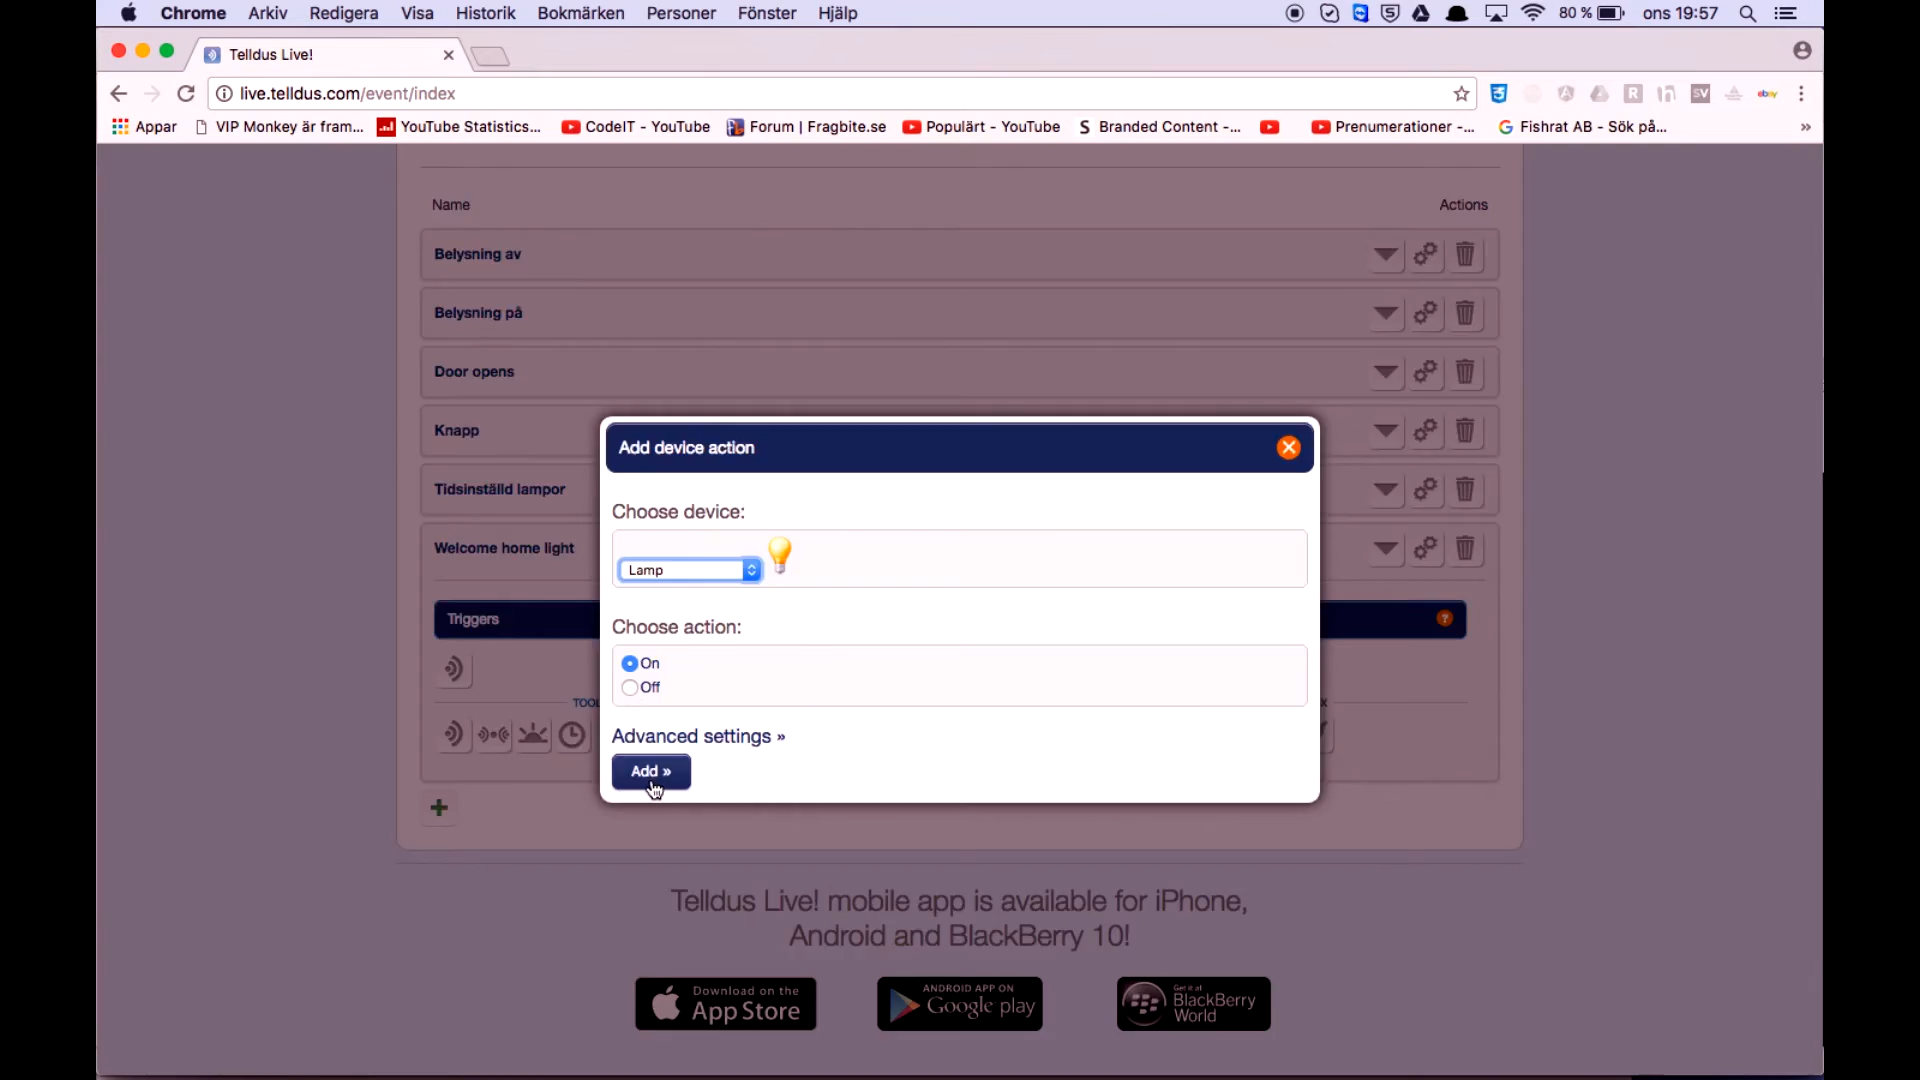 Chrome Arkiv Redigera Visa Historik Bokmärken Personer Fönster Hjälp 80 % ons 19:57
Telldus Live!
live.telldus.com/event/index
Appar VIP Monkey är fram... YouTube Statistics... CodeIT - YouTube Forum | Fragbite.se Populärt - YouTube Branded Content -... Prenumerationer -... Fishrat AB - Sök på... »
Name Actions
Belysning av
Belysning på
Door opens
Knapp
Add device action
Tidsinställd lampor
Choose device:
Welcome home light
Lamp
Triggers ?
Choose action:
On
Off
TOOL X
Advanced settings »
Add »
Telldus Live! mobile app is available for iPhone,
Android and BlackBerry 10!
Download on the
App Store
ANDROID APP ON
Google play
Get it at
BlackBerry
World